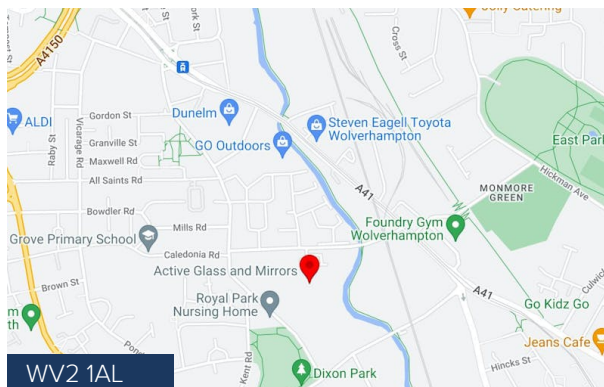 Jolly Catering
A4150
Cross St
Gordon St
Dunelm
ALDI
Vicarage Rd
Raby St
Granville St
GO Outdoors
Steven Eagell Toyota
Wolverhampton
East Park
Maxwell Rd
All Saints Rd
A41
Hickman Ave
MONMORE
GREEN
Bowdler Rd
Mills Rd
Grove Primary School
Foundry Gym
Wolverhampton
Caledonia Rd
Active Glass and Mirrors
Brown St
A41
Culwick
Royal Park
Nursing Home
Go Kidz Go
Kent Rd
Jeans Cafe
Hincks St
Dixon Park
WV2 1AL